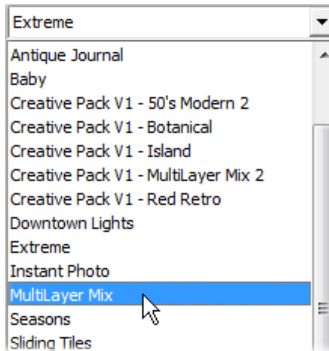 Extreme
Antique Journal
Baby
Creative Pack V1 - 50's Modern 2
Creative Pack V1 - Botanical
Creative Pack V1 - Island
Creative Pack V1 - MultiLayer Mix 2
Creative Pack V1 - Red Retro
Downtown Lights
Extreme
Instant Photo
MultiLayer Mix
Seasons
Sliding Tiles